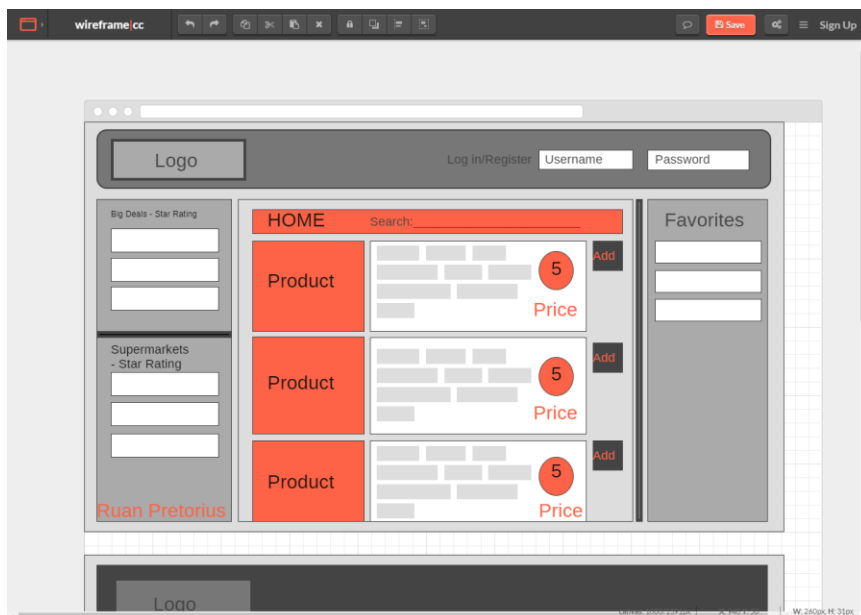 wireframe|cc
Save
Sign Up
Logo
Log in/Register
Username
Password
Big Deals - Star Rating
HOME
Search:
Favorites
Product
5
Price
Add
Supermarkets
- Star Rating
Product
5
Price
Add
Product
5
Price
Add
Ruan Pretorius
Logo
W: 260px, H: 31px